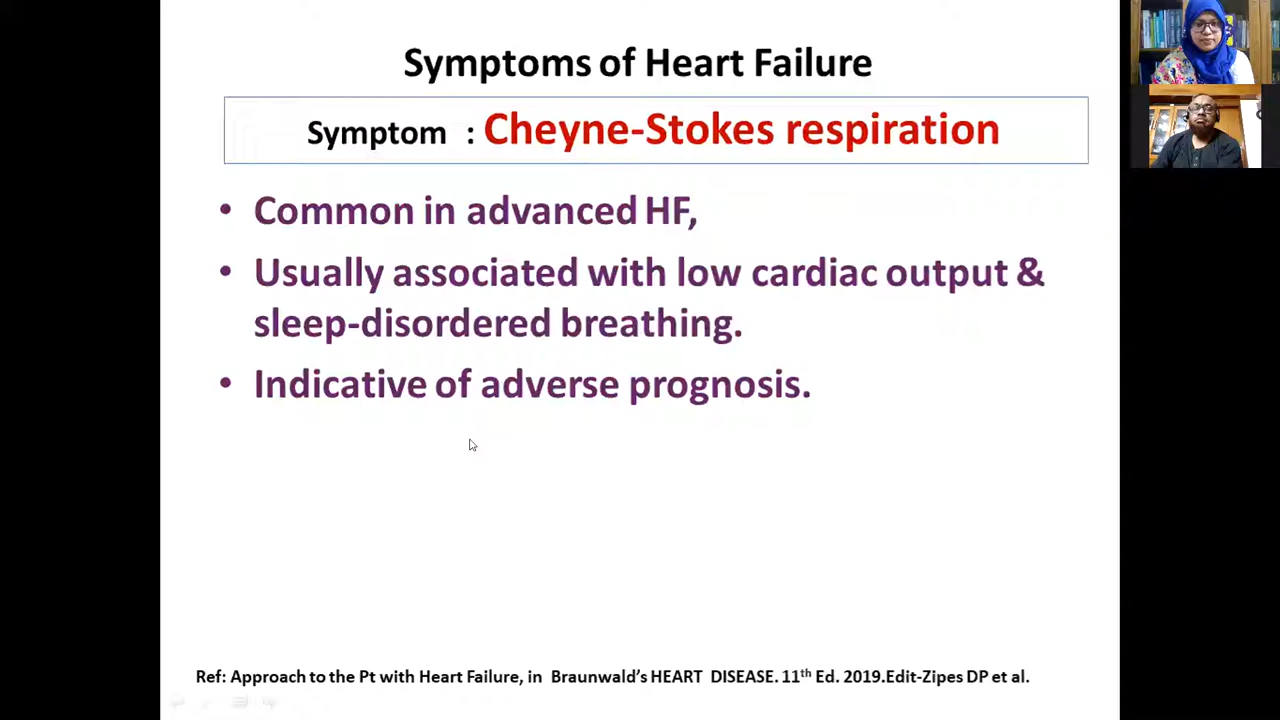 Symptoms of Heart Failure
Symptom : Cheyne-Stokes respiration
• Common in advanced HF,
• Usually associated with low cardiac output &
sleep-disordered breathing.
• Indicative of adverse prognosis.
Ref: Approach to the Pt with Heart Failure, in Braunwald's HEART DISEASE. 11th Ed. 2019.Edit-Zipes DP et al.